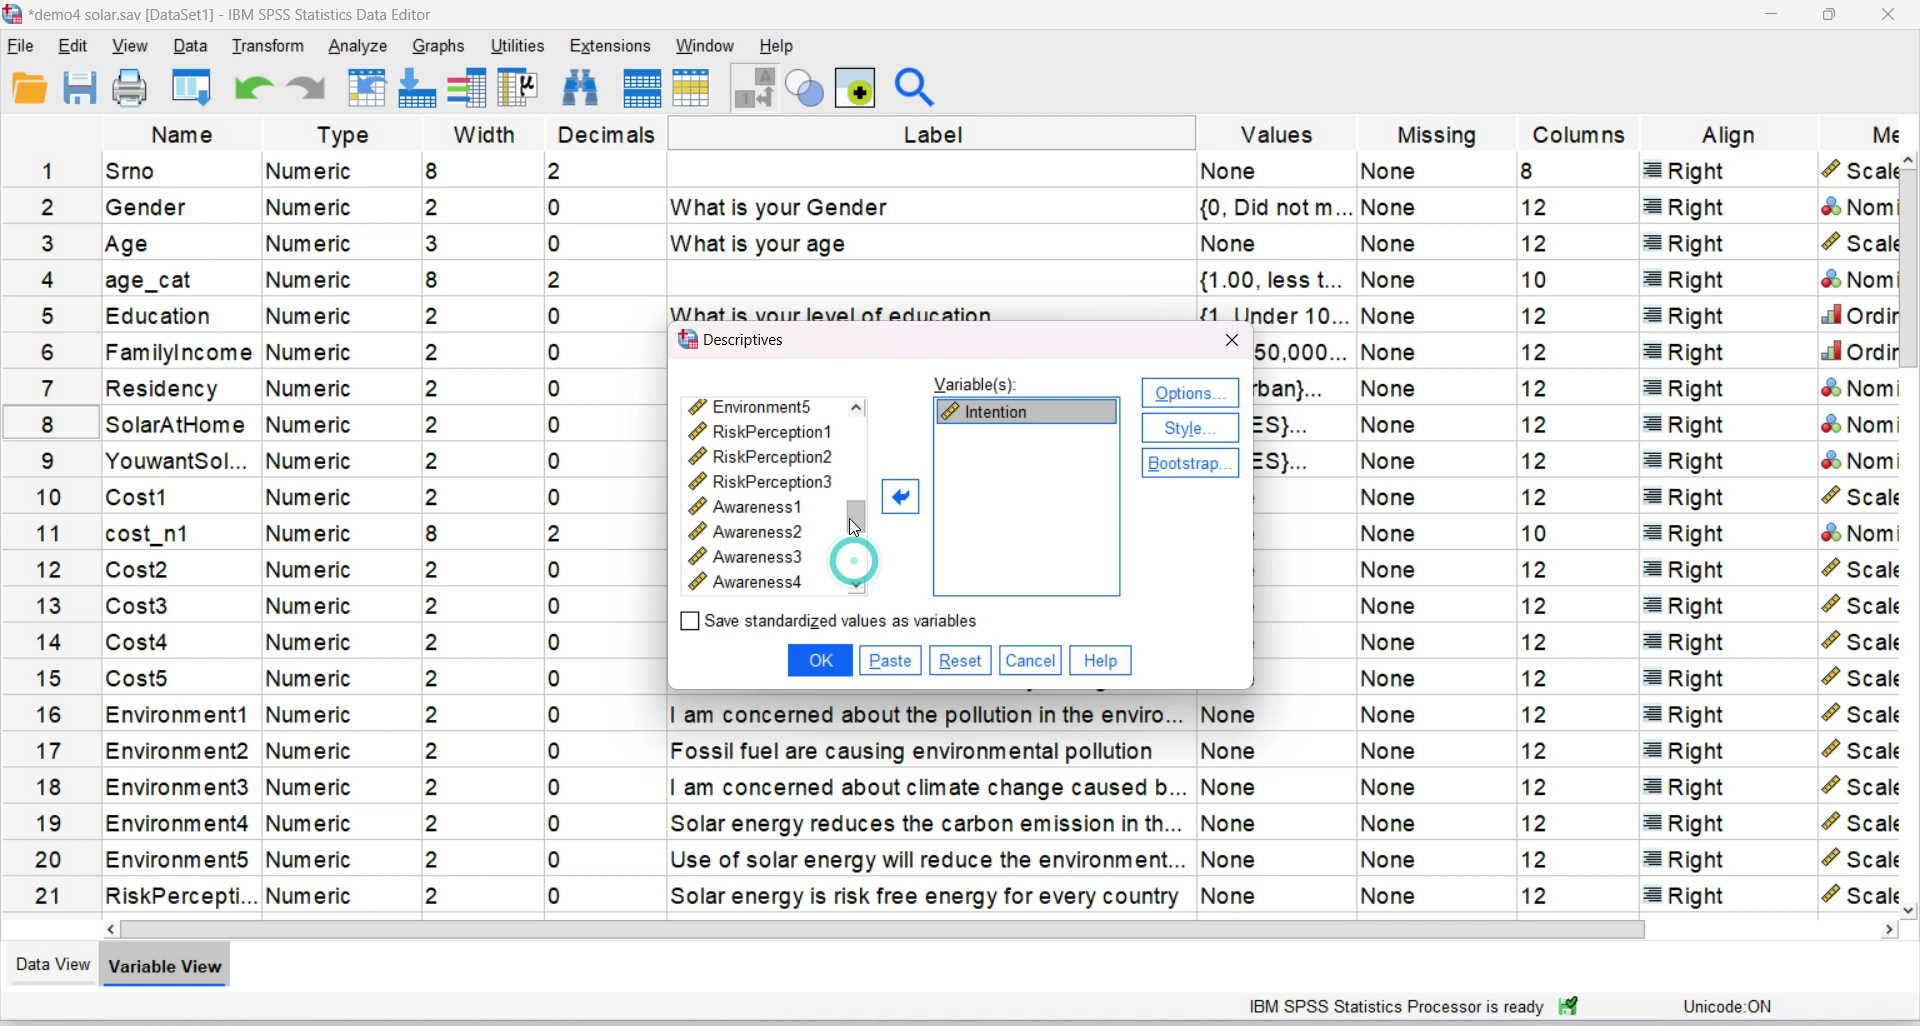 *demo4 solar.sav [DataSet1] - IBM SPSS Statistics Data Editor
File Edit View Data Transform Analyze Graphs Utilities Extensions Window Help
Name Type Width Decimals Label Values Missing Columns Align Me
1 Srno Numeric 8 2 None None 8 Right Scale
2 Gender Numeric 2 0 What is your Gender {0, Did not m... None 12 Right Nomi
3 Age Numeric 3 0 What is your age None None 12 Right Scale
4 age_cat Numeric 8 2 {1.00, less t... None 10 Right Nomi
5 Education Numeric 2 0 What is your level of education {1, Under 10... None 12 Right Ordin
6 FamilyIncome Numeric 2 0 50,000... None 12 Right Ordin
7 Residency Numeric 2 0 rban}... None 12 Right Nomi
8 SolarAtHome Numeric 2 0 ES}... None 12 Right Nomi
9 YouwantSol... Numeric 2 0 ES}... None 12 Right Nomi
10 Cost1 Numeric 2 0 None 12 Right Scale
11 cost_n1 Numeric 8 2 None 10 Right Nomi
12 Cost2 Numeric 2 0 None 12 Right Scale
13 Cost3 Numeric 2 0 None 12 Right Scale
14 Cost4 Numeric 2 0 None 12 Right Scale
15 Cost5 Numeric 2 0 None 12 Right Scale
16 Environment1 Numeric 2 0 I am concerned about the pollution in the enviro... None None 12 Right Scale
17 Environment2 Numeric 2 0 Fossil fuel are causing environmental pollution None None 12 Right Scale
18 Environment3 Numeric 2 0 I am concerned about climate change caused b... None None 12 Right Scale
19 Environment4 Numeric 2 0 Solar energy reduces the carbon emission in th... None None 12 Right Scale
20 Environment5 Numeric 2 0 Use of solar energy will reduce the environment... None None 12 Right Scale
21 RiskPercepti... Numeric 2 0 Solar energy is risk free energy for every country None None 12 Right Scale
Descriptives
Variable(s):
Environment5
RiskPerception1
RiskPerception2
RiskPerception3
Awareness1
Awareness2
Awareness3
Awareness4
Intention
Options...
Style...
Bootstrap...
Save standardized values as variables
OK Paste Reset Cancel Help
Data View Variable View
IBM SPSS Statistics Processor is ready Unicode:ON